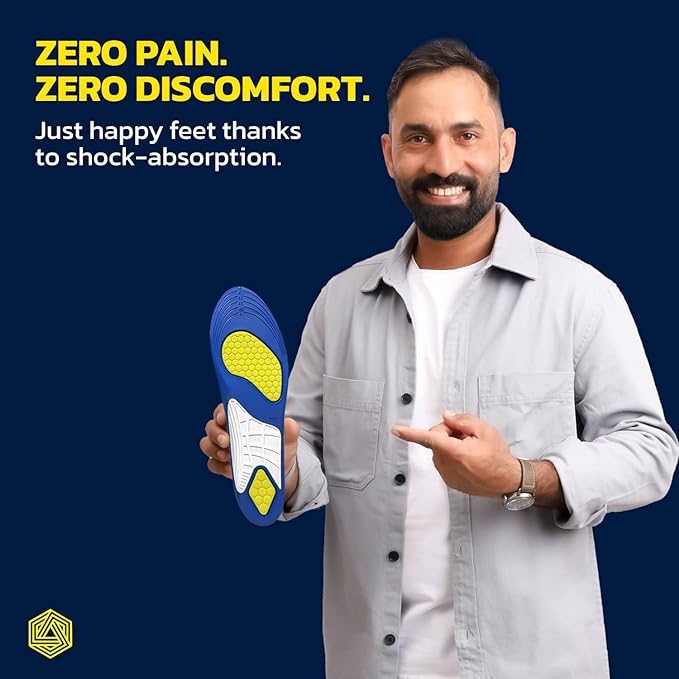 ZERO PAIN.
ZERO DISCOMFORT.
Just happy feet thanks
to shock-absorption.